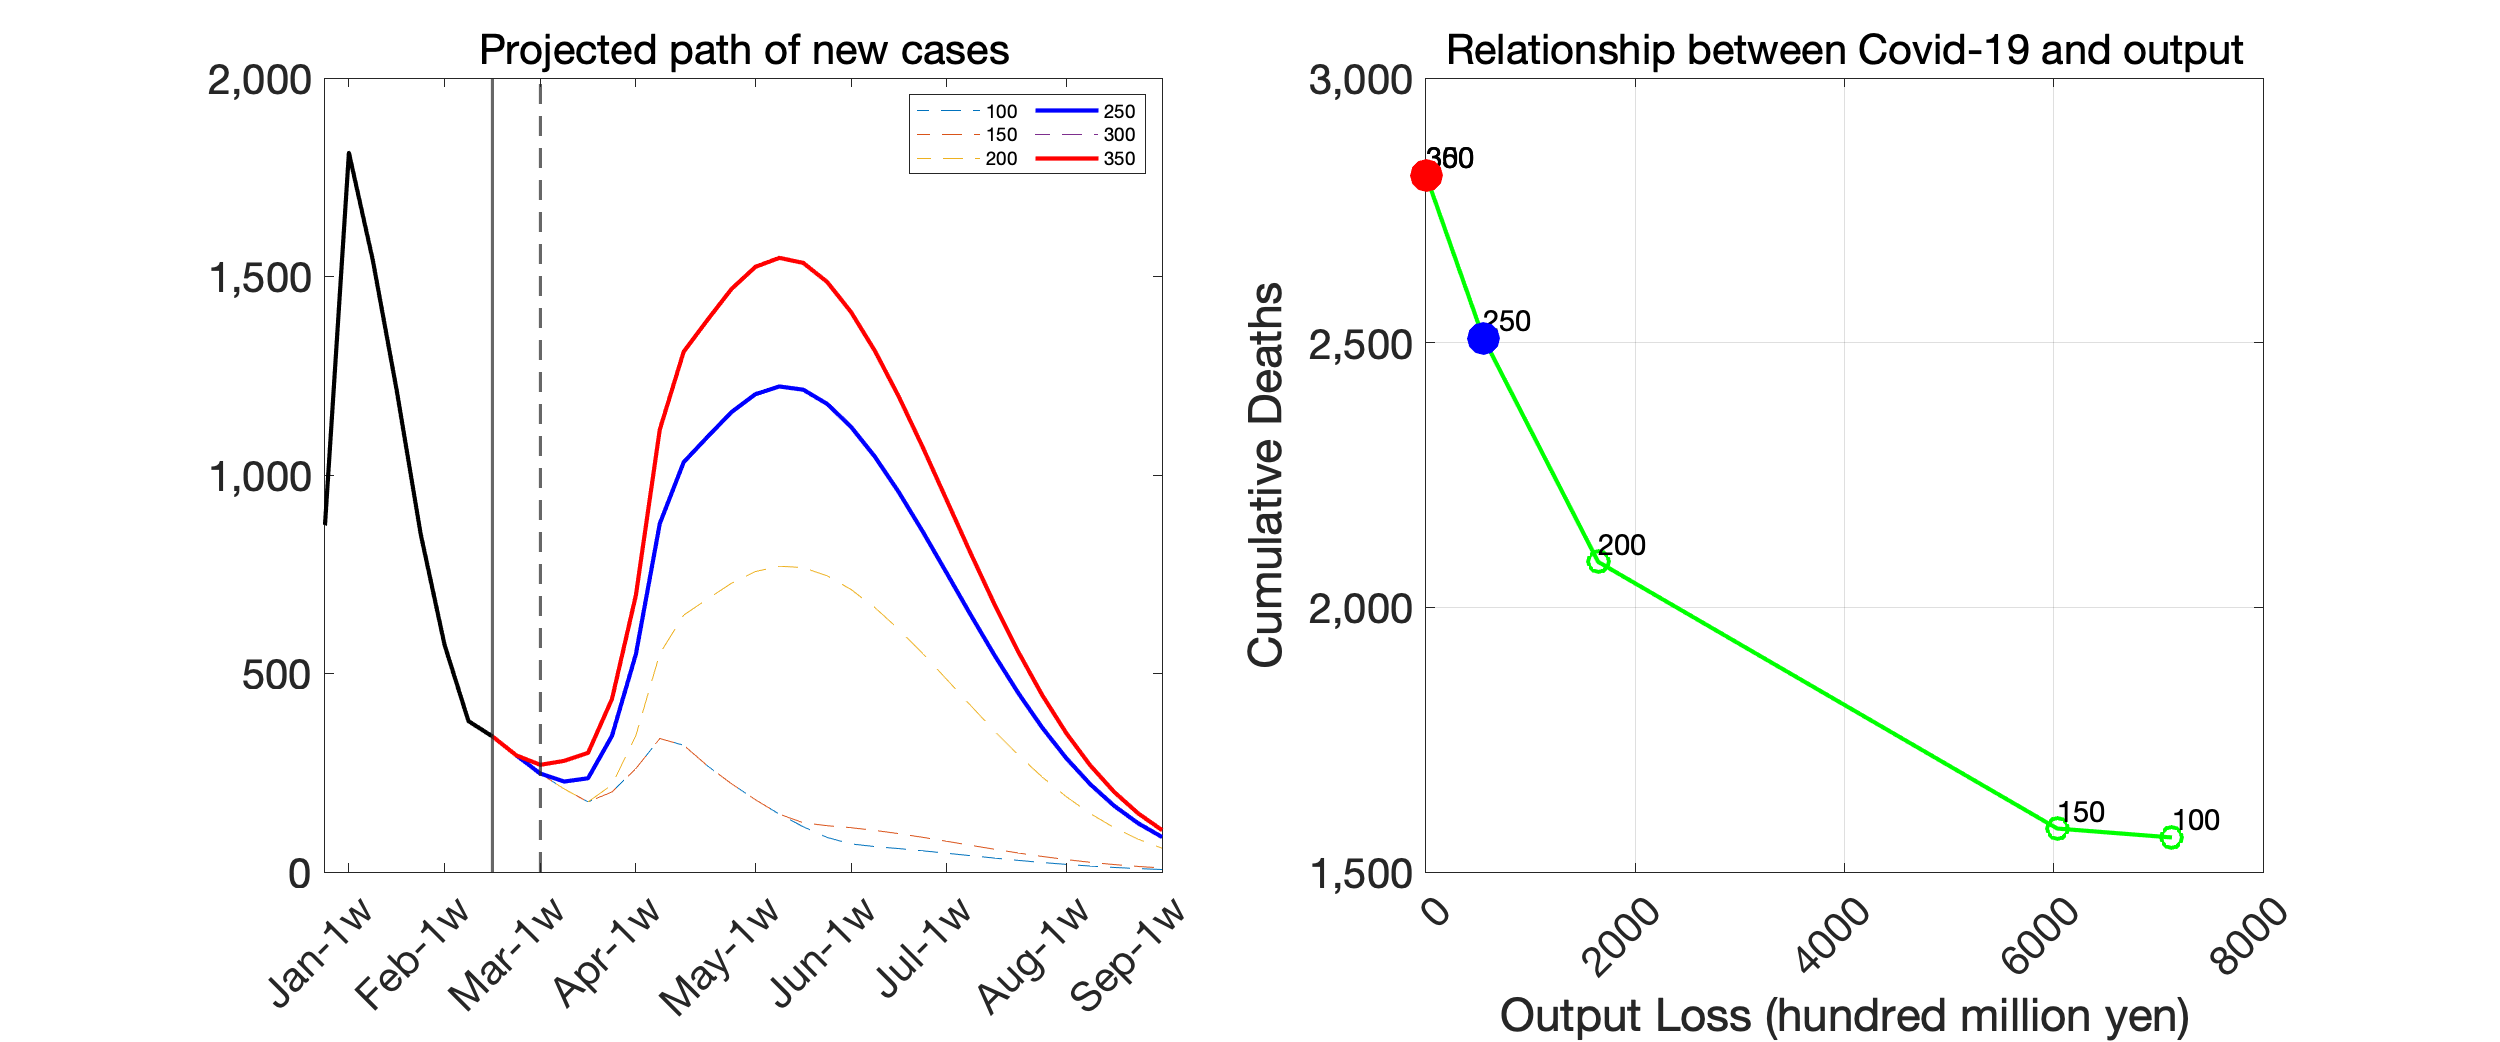 Projected path of new cases
2,000
1,500
1,000
500
0
100
150
200
250
300
350
Jan-1w
Feb-1w
Mar-1w
Apr-1w
May-1w
Jun-1w
Jul-1w
Aug-1w
Sep-1w
Relationship between Covid-19 and output
Cumulative Deaths
3,000
2,500
2,000
1,500
250
200
150
100
0
2000
4000
6000
8000
Output Loss (hundred million yen)